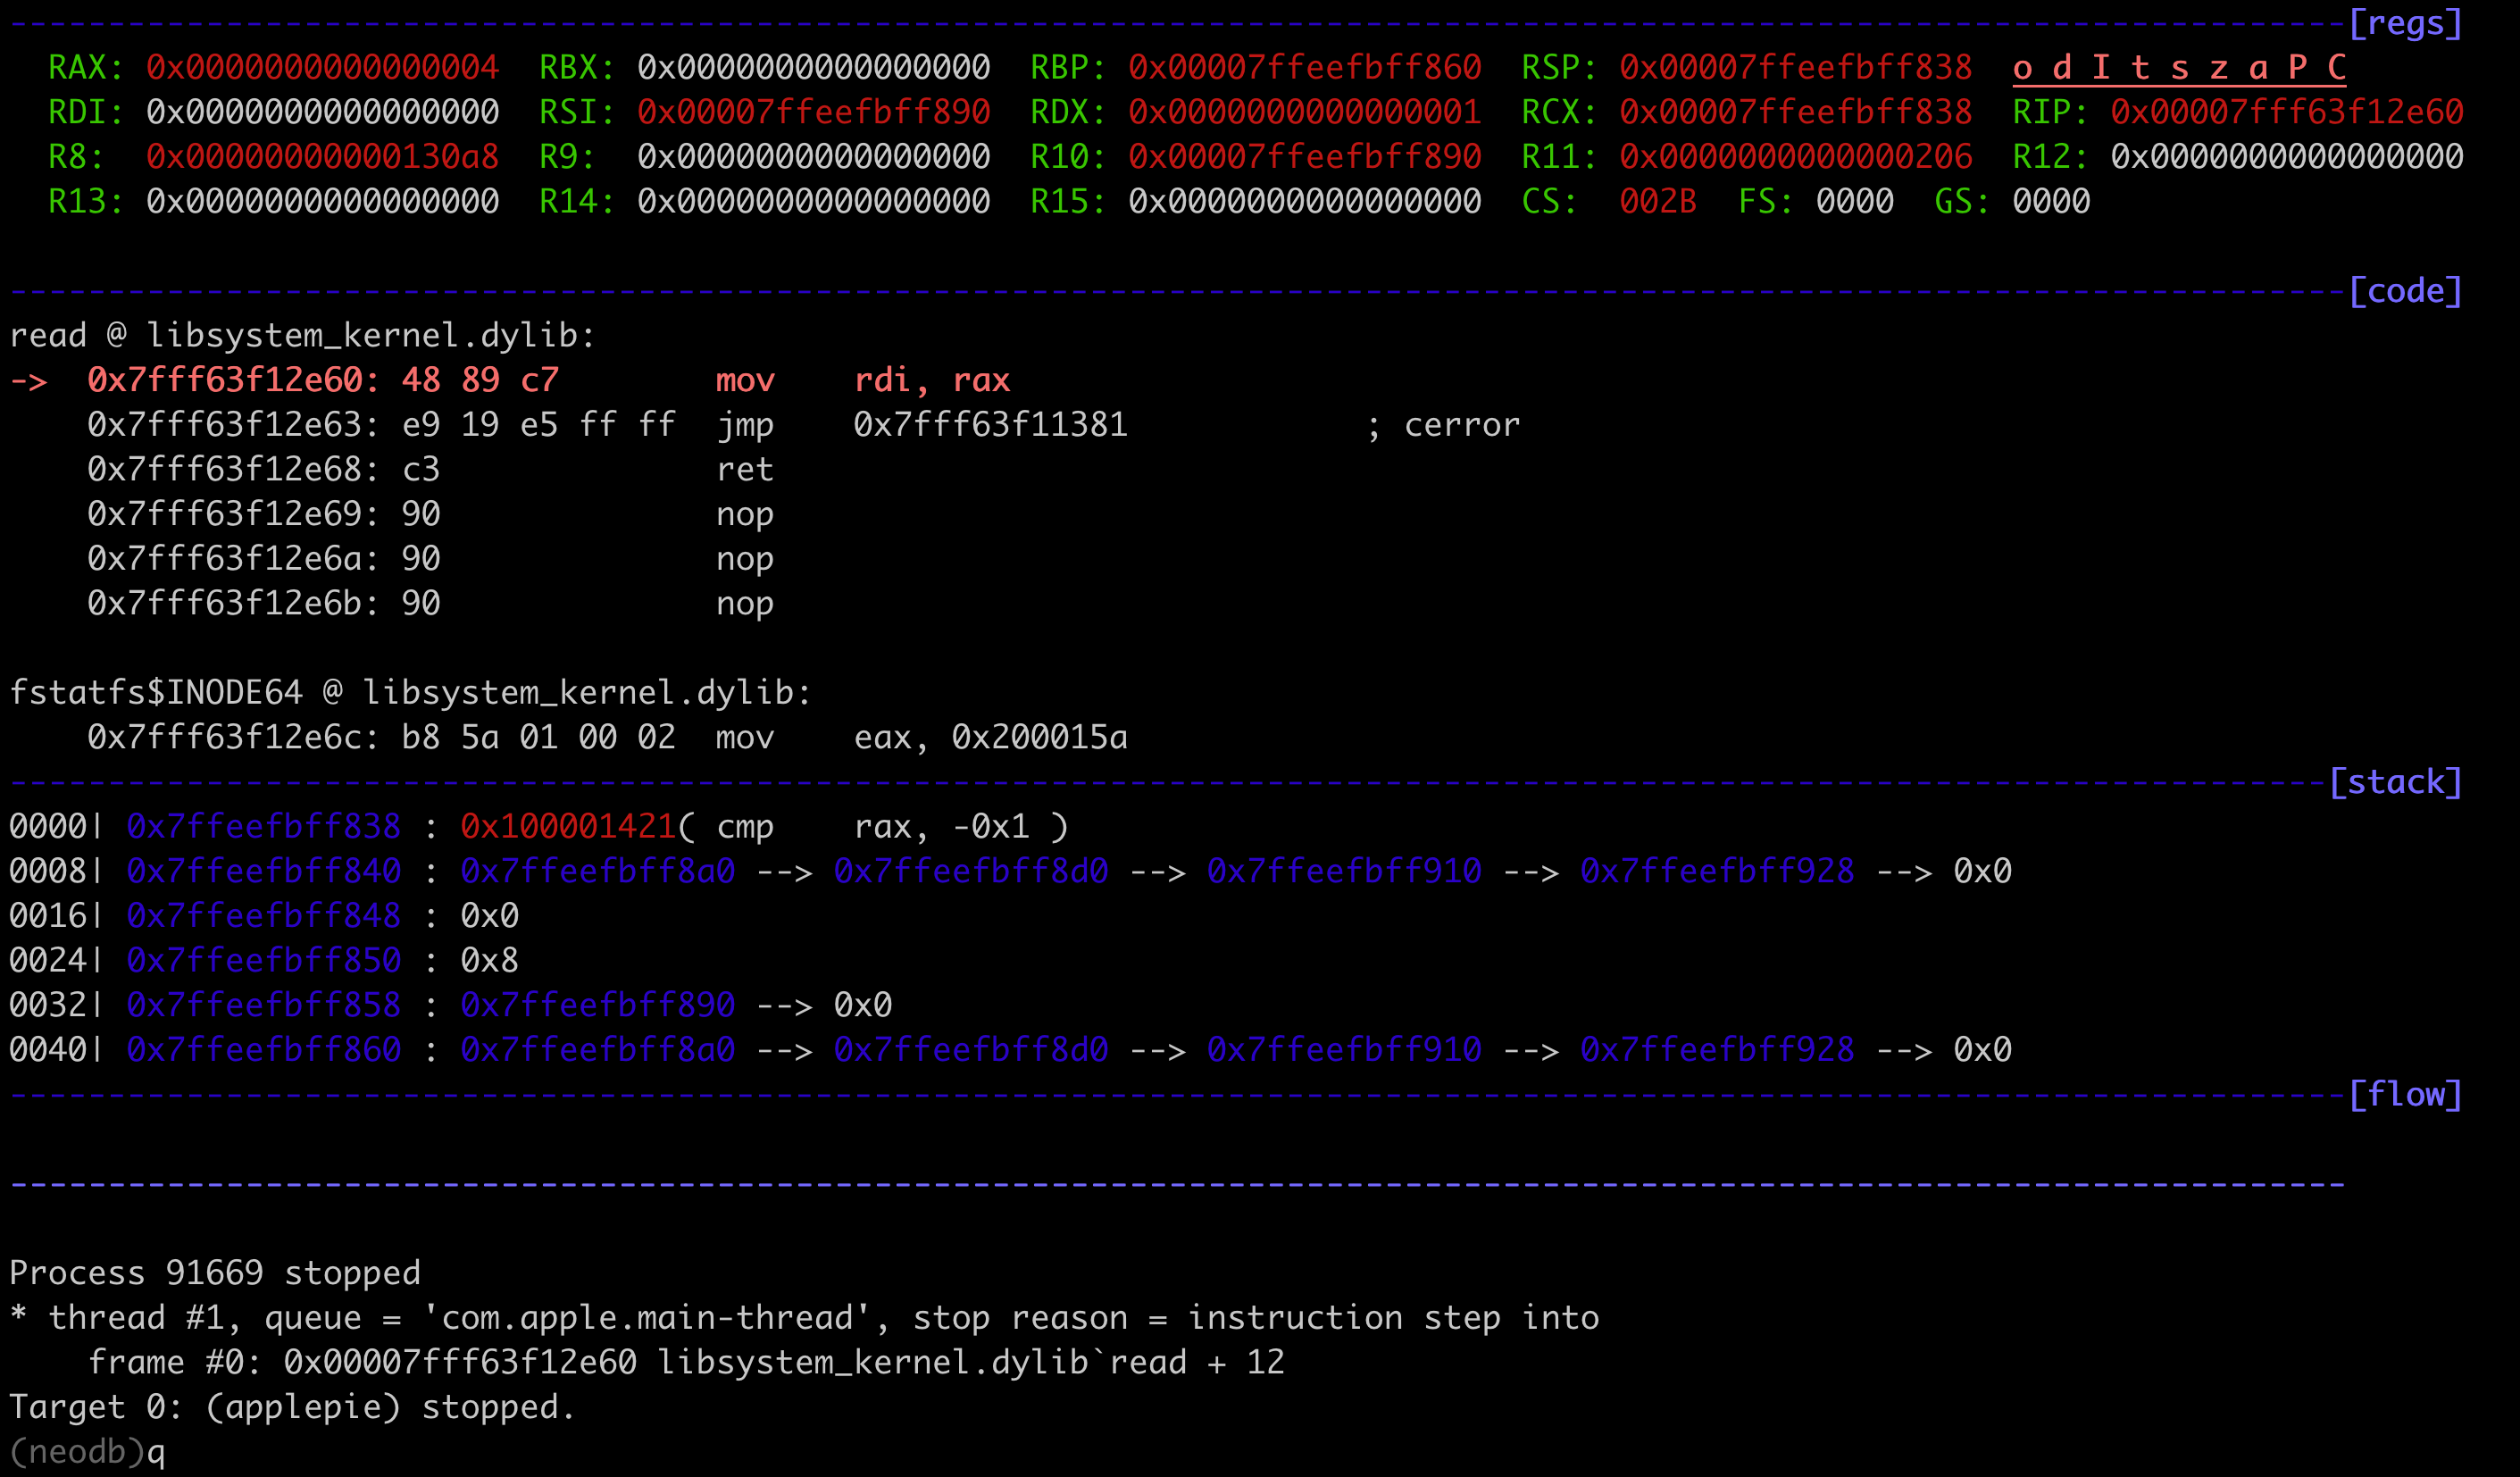 ------------------------------------------------------------------------------------------------------------------------[regs]
  RAX: 0x0000000000000004  RBX: 0x0000000000000000  RBP: 0x00007ffeefbff860  RSP: 0x00007ffeefbff838  o d I t s z a P C
  RDI: 0x0000000000000000  RSI: 0x00007ffeefbff890  RDX: 0x0000000000000001  RCX: 0x00007ffeefbff838  RIP: 0x00007fff63f12e60
  R8:  0x00000000000130a8  R9:  0x0000000000000000  R10: 0x00007ffeefbff890  R11: 0x0000000000000206  R12: 0x0000000000000000
  R13: 0x0000000000000000  R14: 0x0000000000000000  R15: 0x0000000000000000  CS:  002B  FS: 0000  GS: 0000
------------------------------------------------------------------------------------------------------------------------[code]
read @ libsystem_kernel.dylib:
->  0x7fff63f12e60: 48 89 c7        mov    rdi, rax
    0x7fff63f12e63: e9 19 e5 ff ff  jmp    0x7fff63f11381            ; cerror
    0x7fff63f12e68: c3              ret
    0x7fff63f12e69: 90              nop
    0x7fff63f12e6a: 90              nop
    0x7fff63f12e6b: 90              nop
fstatfs$INODE64 @ libsystem_kernel.dylib:
    0x7fff63f12e6c: b8 5a 01 00 02  mov    eax, 0x200015a
-----------------------------------------------------------------------------------------------------------------------[stack]
0000| 0x7ffeefbff838 : 0x100001421( cmp    rax, -0x1 )
0008| 0x7ffeefbff840 : 0x7ffeefbff8a0 --> 0x7ffeefbff8d0 --> 0x7ffeefbff910 --> 0x7ffeefbff928 --> 0x0
0016| 0x7ffeefbff848 : 0x0
0024| 0x7ffeefbff850 : 0x8
0032| 0x7ffeefbff858 : 0x7ffeefbff890 --> 0x0
0040| 0x7ffeefbff860 : 0x7ffeefbff8a0 --> 0x7ffeefbff8d0 --> 0x7ffeefbff910 --> 0x7ffeefbff928 --> 0x0
------------------------------------------------------------------------------------------------------------------------[flow]
------------------------------------------------------------------------------------------------------------------------
Process 91669 stopped
* thread #1, queue = 'com.apple.main-thread', stop reason = instruction step into
    frame #0: 0x00007fff63f12e60 libsystem_kernel.dylib`read + 12
Target 0: (applepie) stopped.
(neodb)q